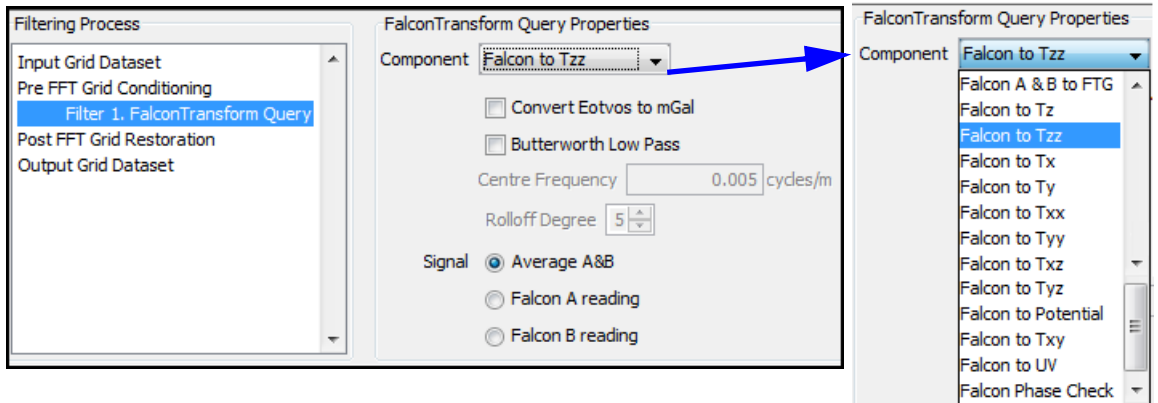 Filtering Process
Input Grid Dataset
Pre FFT Grid Conditioning
Filter 1. FalconTransform Query
Post FFT Grid Restoration
Output Grid Dataset
FalconTransform Query Properties
Component Falcon to Tzz
Convert Eotvos to mGal
Butterworth Low Pass
Centre Frequency 0.005 cycles/m
Rolloff Degree 5
Signal Average A&B
Falcon A reading
Falcon B reading
FalconTransform Query Properties
Component Falcon to Tzz
Falcon A & B to FTG
Falcon to Tz
Falcon to Tzz
Falcon to Tx
Falcon to Ty
Falcon to Txx
Falcon to Tyy
Falcon to Txz
Falcon to Tyz
Falcon to Potential
Falcon to Txy
Falcon to UV
Falcon Phase Check